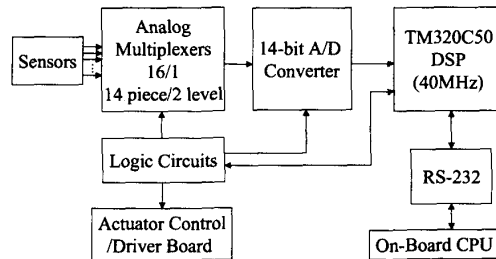 Sensors
Analog
Multiplexers
16/1
14 piece/2 level
14-bit A/D
Converter
TM320C50
DSP
(40MHz)
Logic Circuits
RS-232
Actuator Control
/Driver Board
On-Board CPU